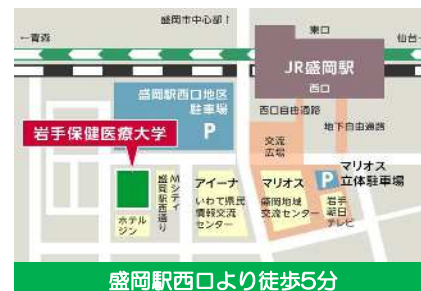 盛岡市中心部↑
←青森
東口
仙台→
JR盛岡駅
西口
盛岡駅西口地区
駐車場
P
西口自由通路
地下自由通路
岩手保健医療大学
交流
広場
マリオス
立体駐車場
P
Mシティ
盛岡駅西通り
アイーナ
いわて県民
情報交流
センター
マリオス
盛岡地域
交流センター
岩手
朝日
テレビ
ホテル
ジン
盛岡駅西口より徒歩5分